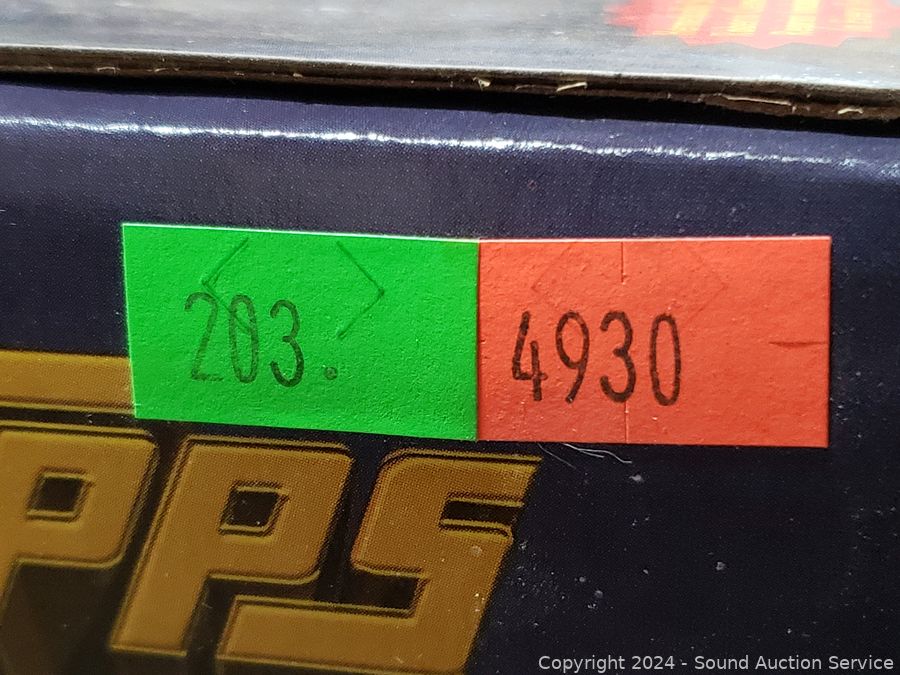 203.
4930
PPS
Copyright 2024 - Sound Auction Service